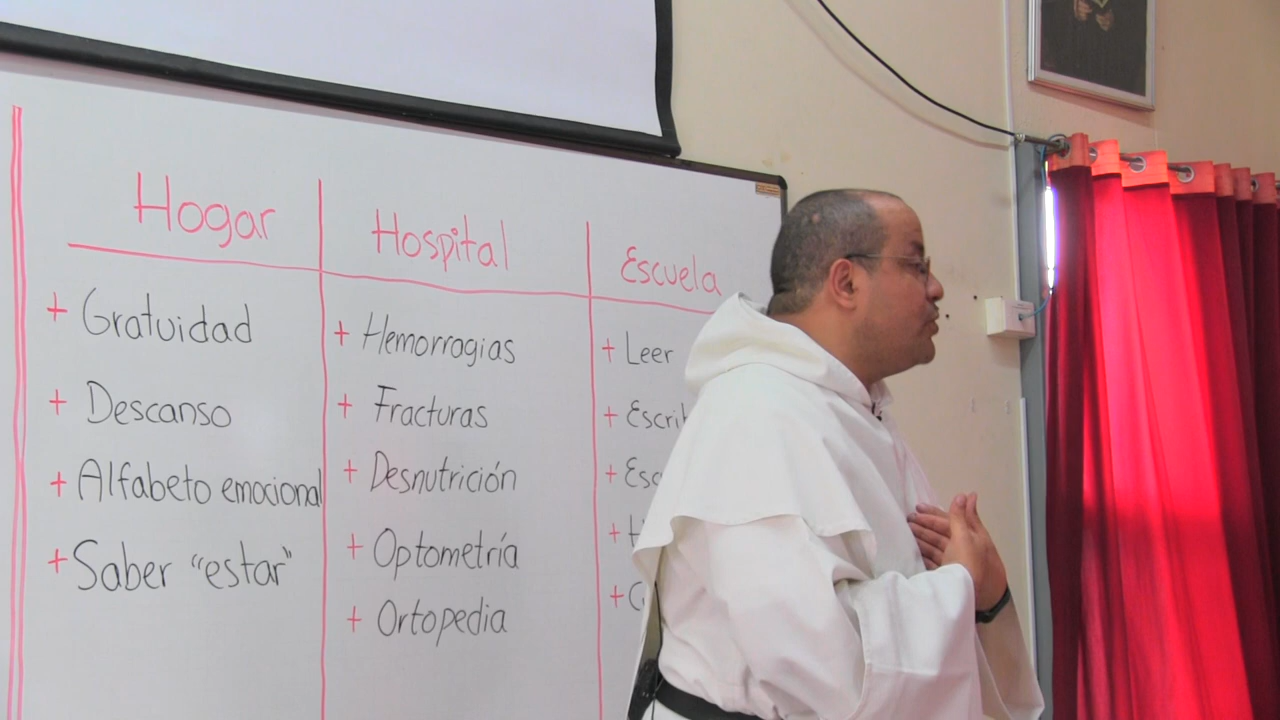 Hogar
+ Gratuidad
+ Descanso
+ Alfabeto emocional
+ Saber "estar"
Hospital
+ Hemorragias
+ Fracturas
+ Desnutrición
+ Optometría
+ Ortopedia
Escuela
+ Leer
+
+
+
+